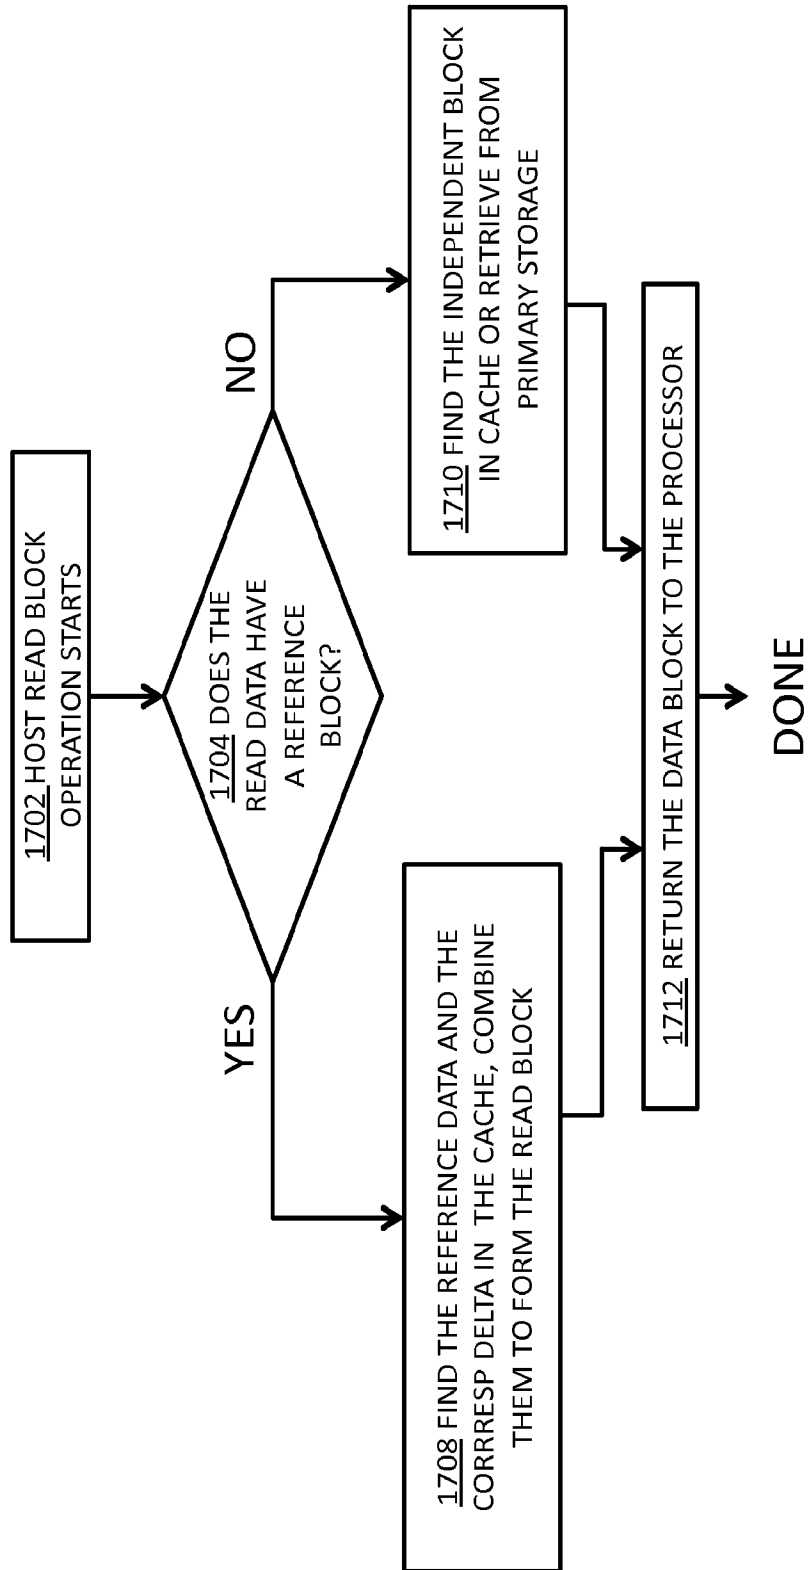 1702 HOST READ BLOCK
OPERATION STARTS
1704 DOES THE
READ DATA HAVE
A REFERENCE
BLOCK?
YES
NO
1708 FIND THE REFERENCE DATA AND THE
CORRRESP DELTA IN THE CACHE, COMBINE
THEM TO FORM THE READ BLOCK
1710 FIND THE INDEPENDENT BLOCK
IN CACHE OR RETRIEVE FROM
PRIMARY STORAGE
1712 RETURN THE DATA BLOCK TO THE PROCESSOR
DONE